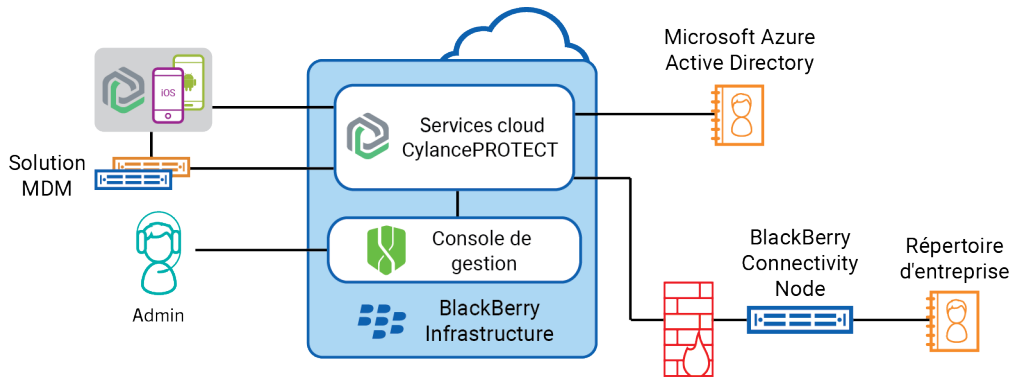 Microsoft Azure
Active Directory
iOS
Services cloud
CylancePROTECT
Solution
MDM
Console de
gestion
BlackBerry
Connectivity
Node
Répertoire
d'entreprise
Admin
BlackBerry
Infrastructure